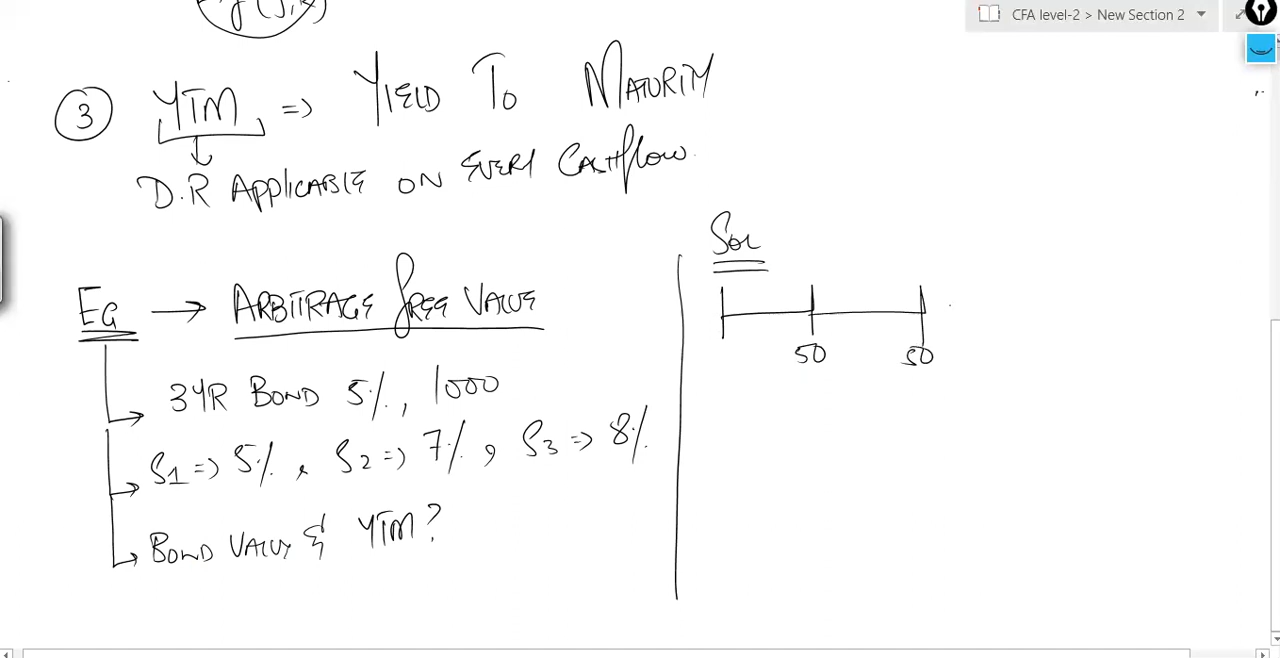 CFA level-2 > New Section 2
3 YTM => YIELD TO MATURITY
D.R APPLICABLE ON EVERY CASHFLOW.
EG → ARBITRAGE FREE VALUE
3YR BOND 5%, 1000
S1 => 5%, S2 => 7%, S3 => 8%
BOND VALUE & YTM?
SOL
50 50